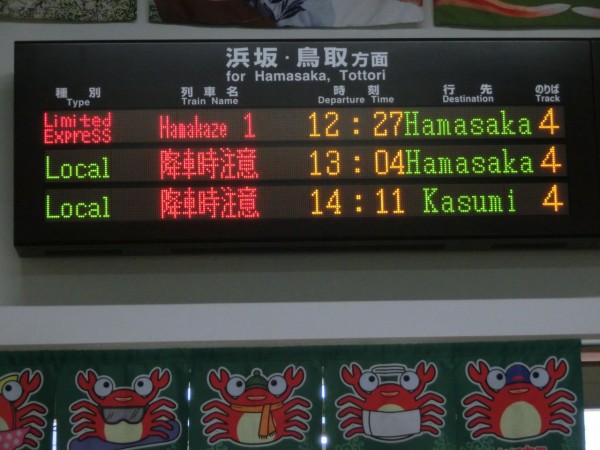 浜坂・鳥取方面
for Hamasaka, Tottori
種別 列車名 時刻 行先 のりば
Type Train Name Departure Time Destination Track
Limited Express Hamakaze 1 12:27 Hamasaka 4
Local 降車時注意 13:04 Hamasaka 4
Local 降車時注意 14:11 Kasumi 4